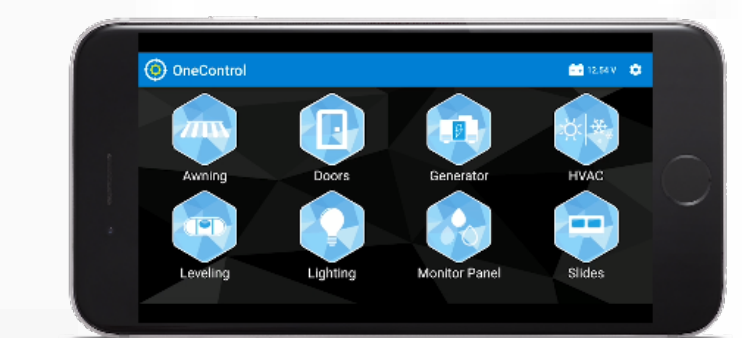 OneControl
12.54 V
Awning
Doors
Generator
HVAC
Leveling
Lighting
Monitor Panel
Slides